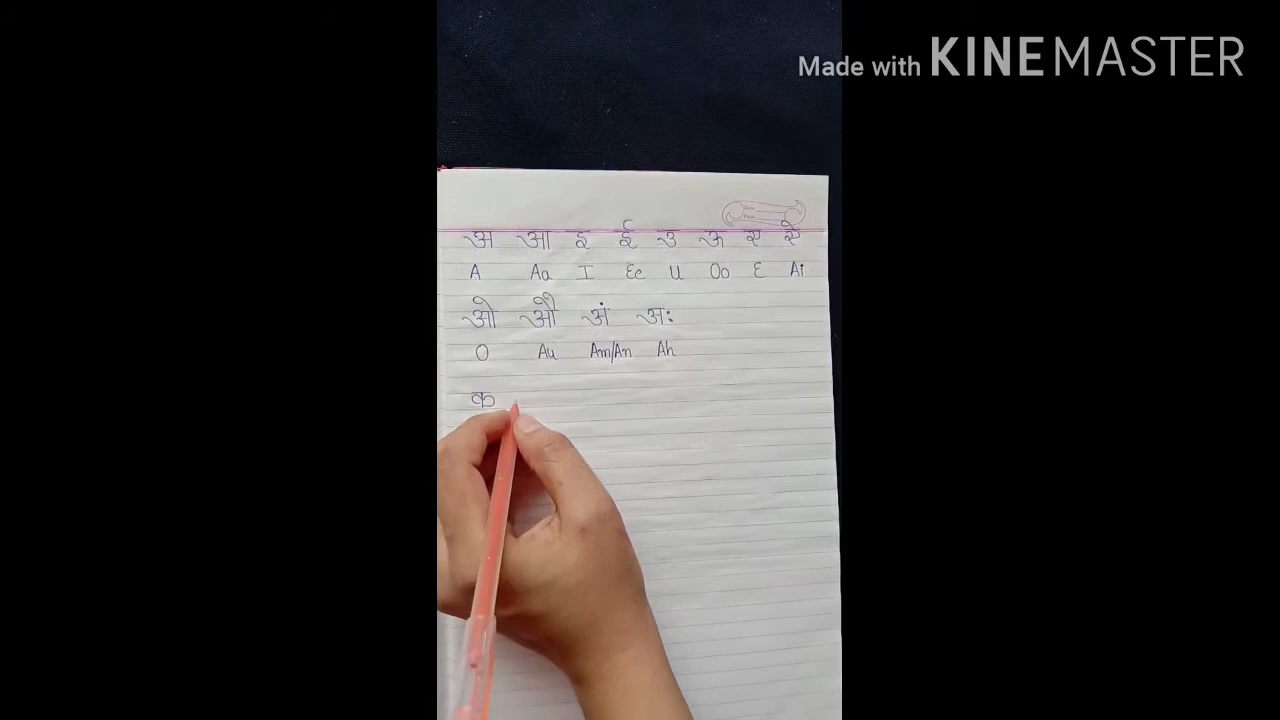 Made with KINEMASTER
अ आ इ ई उ ऊ ए ऐ
A Aa I Ee U Oo E Ai
ओ औ अं अः
O Au Am/An Ah
क